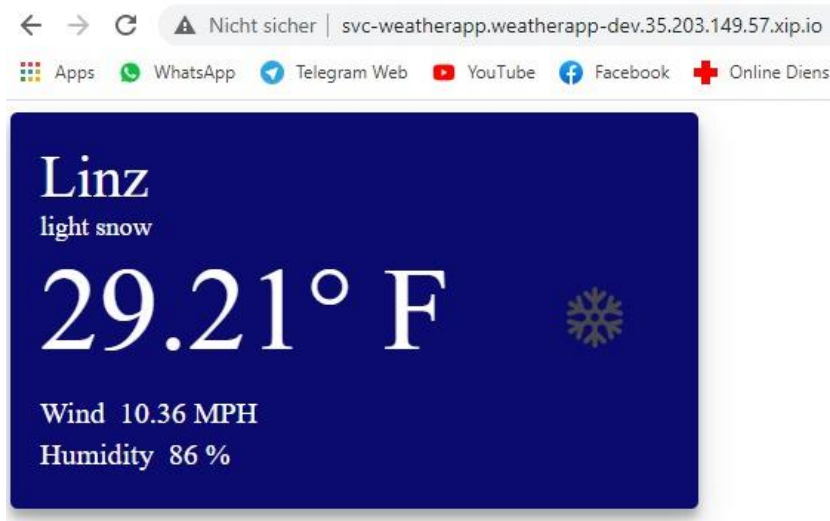 Nicht sicher | svc-weatherapp.weatherapp-dev.35.203.149.57.xip.io
Apps WhatsApp Telegram Web YouTube Facebook Online Diens
Linz
light snow
29.21° F
Wind 10.36 MPH
Humidity 86 %